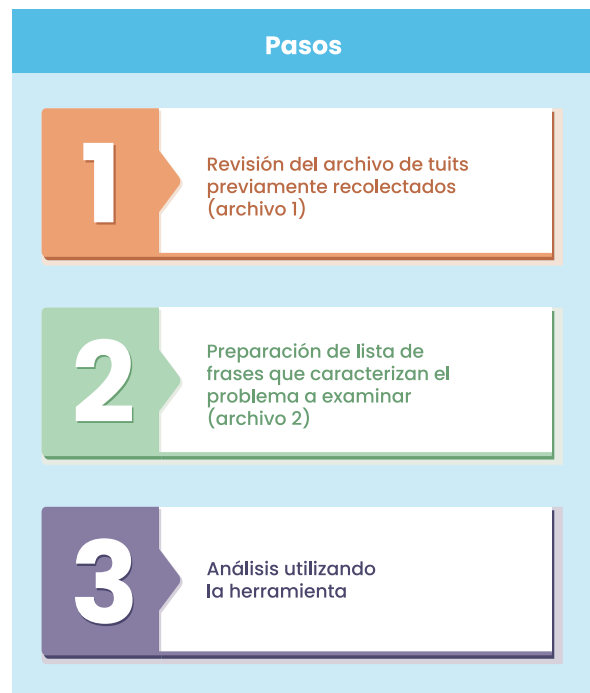 Pasos
1
Revisión del archivo de tuits
previamente recolectados
(archivo 1)
2
Preparación de lista de
frases que caracterizan el
problema a examinar
(archivo 2)
3
Análisis utilizando
la herramienta